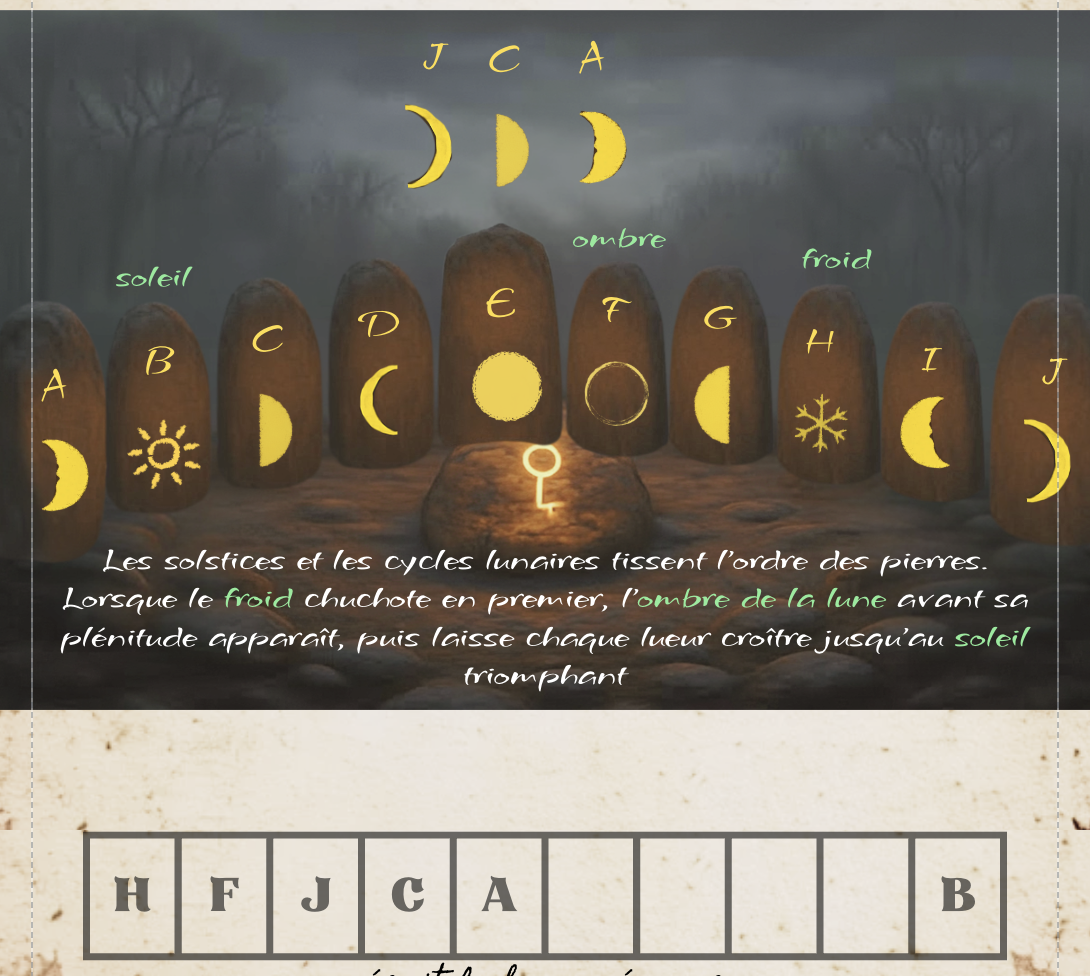 J C A
ombre
froid
soleil
A B C D E F G H I J
Les solstices et les cycles lunaires tissent l'ordre des pierres.
Lorsque le froid chuchote en premier, l'ombre de la lune avant sa
plénitude apparaît, puis laisse chaque lueur croître jusqu'au soleil
triomphant
H F J C A B